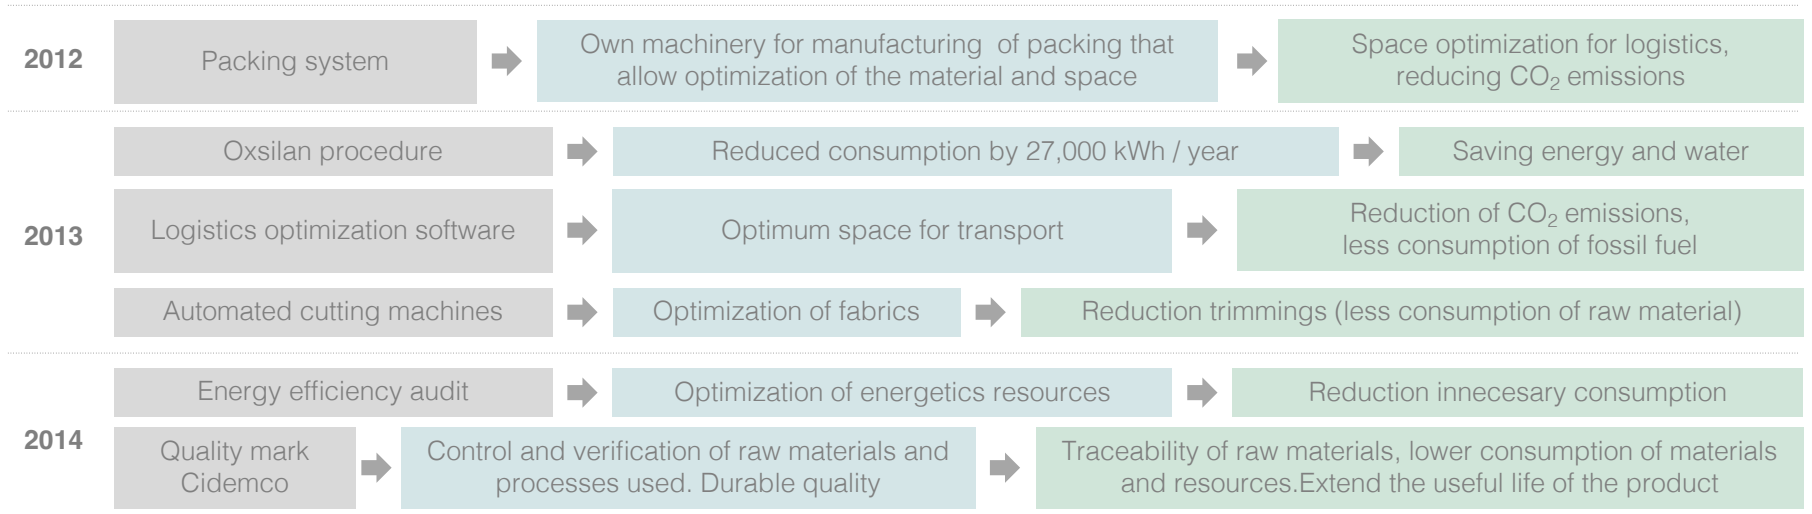 2012
Packing system
Own machinery for manufacturing of packing that
allow optimization of the material and space
Space optimization for logistics,
reducing CO₂ emissions
2013
Oxsilan procedure
Reduced consumption by 27,000 kWh / year
Saving energy and water
Logistics optimization software
Optimum space for transport
Reduction of CO₂ emissions,
less consumption of fossil fuel
Automated cutting machines
Optimization of fabrics
Reduction trimmings (less consumption of raw material)
2014
Energy efficiency audit
Optimization of energetics resources
Reduction innecesary consumption
Quality mark
Cidemco
Control and verification of raw materials and
processes used. Durable quality
Traceability of raw materials, lower consumption of materials
and resources.Extend the useful life of the product